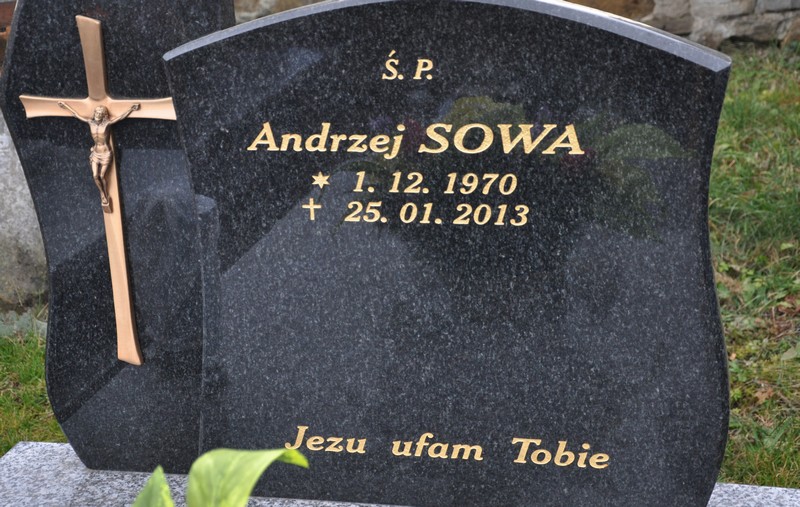 Ś. P.
Andrzej SOWA
✶ 1. 12. 1970
✝ 25. 01. 2013
Jezu ufam Tobie